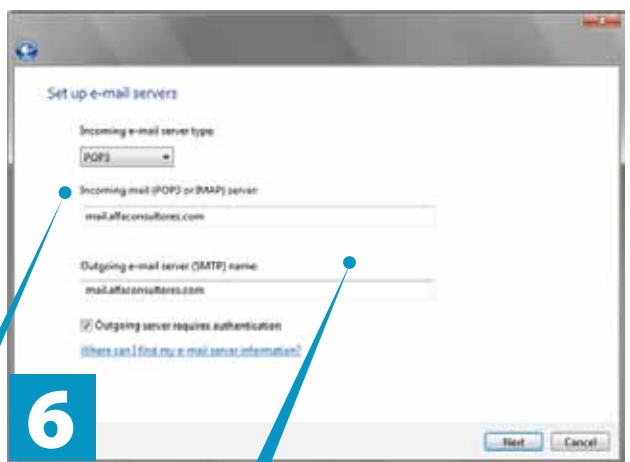 Set up e-mail servers
Incoming e-mail server type:
POP3
Incoming mail (POP3 or IMAP) server:
mail.alfaconsultores.com
Outgoing e-mail server (SMTP) name:
mail.alfaconsultores.com
Outgoing server requires authentication
Where can I find my e-mail server information?
6
Next Cancel